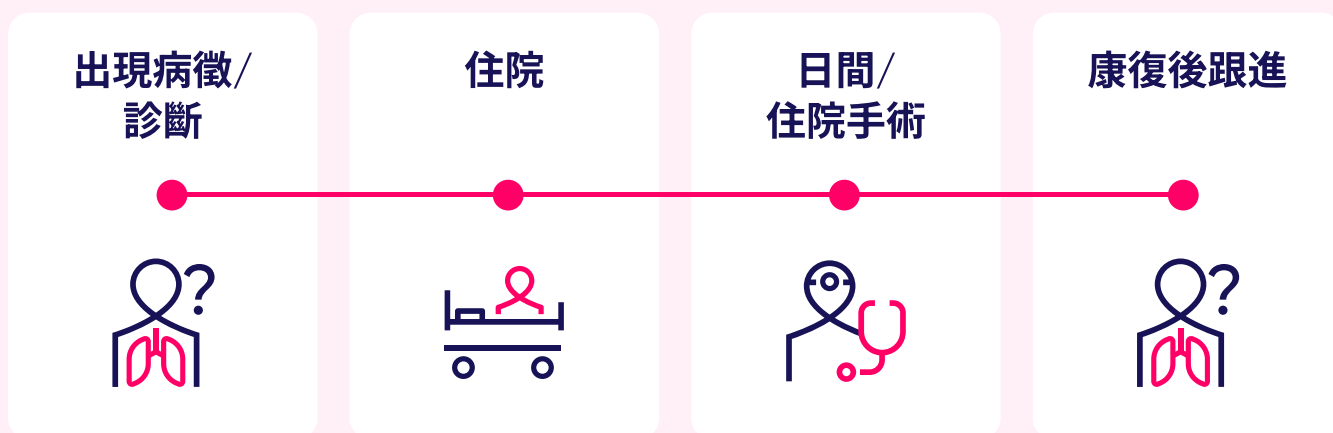 出現病徵/
診斷
住院
日間/
住院手術
康復後跟進